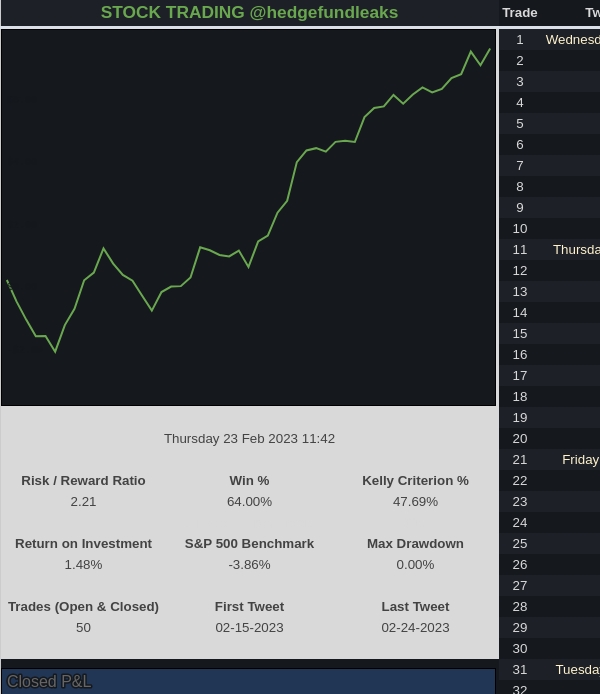 STOCK TRADING @hedgefundleaks
Thursday 23 Feb 2023 11:42
Risk / Reward Ratio Win % Kelly Criterion %
2.21 64.00% 47.69%
Return on Investment S&P 500 Benchmark Max Drawdown
1.48% -3.86% 0.00%
Trades (Open & Closed) First Tweet Last Tweet
50 02-15-2023 02-24-2023
Closed P&L
Trade Tw
1 Wednesd
2
3
4
5
6
7
8
9
10
11 Thursda
12
13
14
15
16
17
18
19
20
21 Friday
22
23
24
25
26
27
28
29
30
31 Tuesda
32